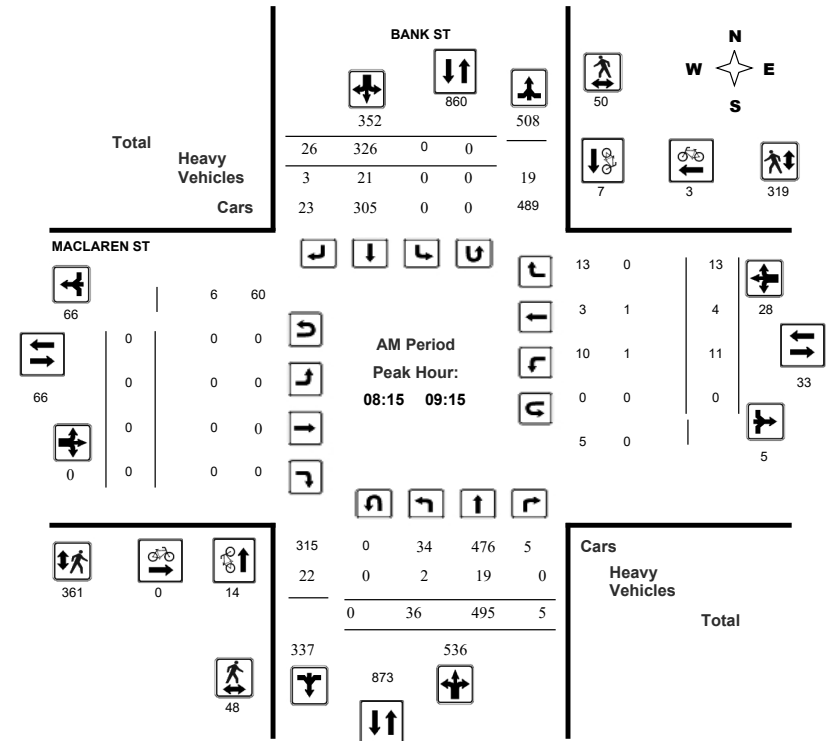 BANK ST
N
W E
S
860
50
352 508
Total
26 326 0 0
Heavy
Vehicles
3 21 0 0 19
7 3 319
Cars
23 305 0 0 489
MACLAREN ST
66
6 60
13 0 13
3 1 4 28
0 0 0
AM Period
66
0 0 0
Peak Hour:
10 1 11
33
08:15 09:15
0 0 0
0 0 0
5 0
5
0
0 0 0
315 0 34 476 5
Cars
22 0 2 19 0
Heavy
Vehicles
361 0 14
0 36 495 5
Total
337 536
873
48